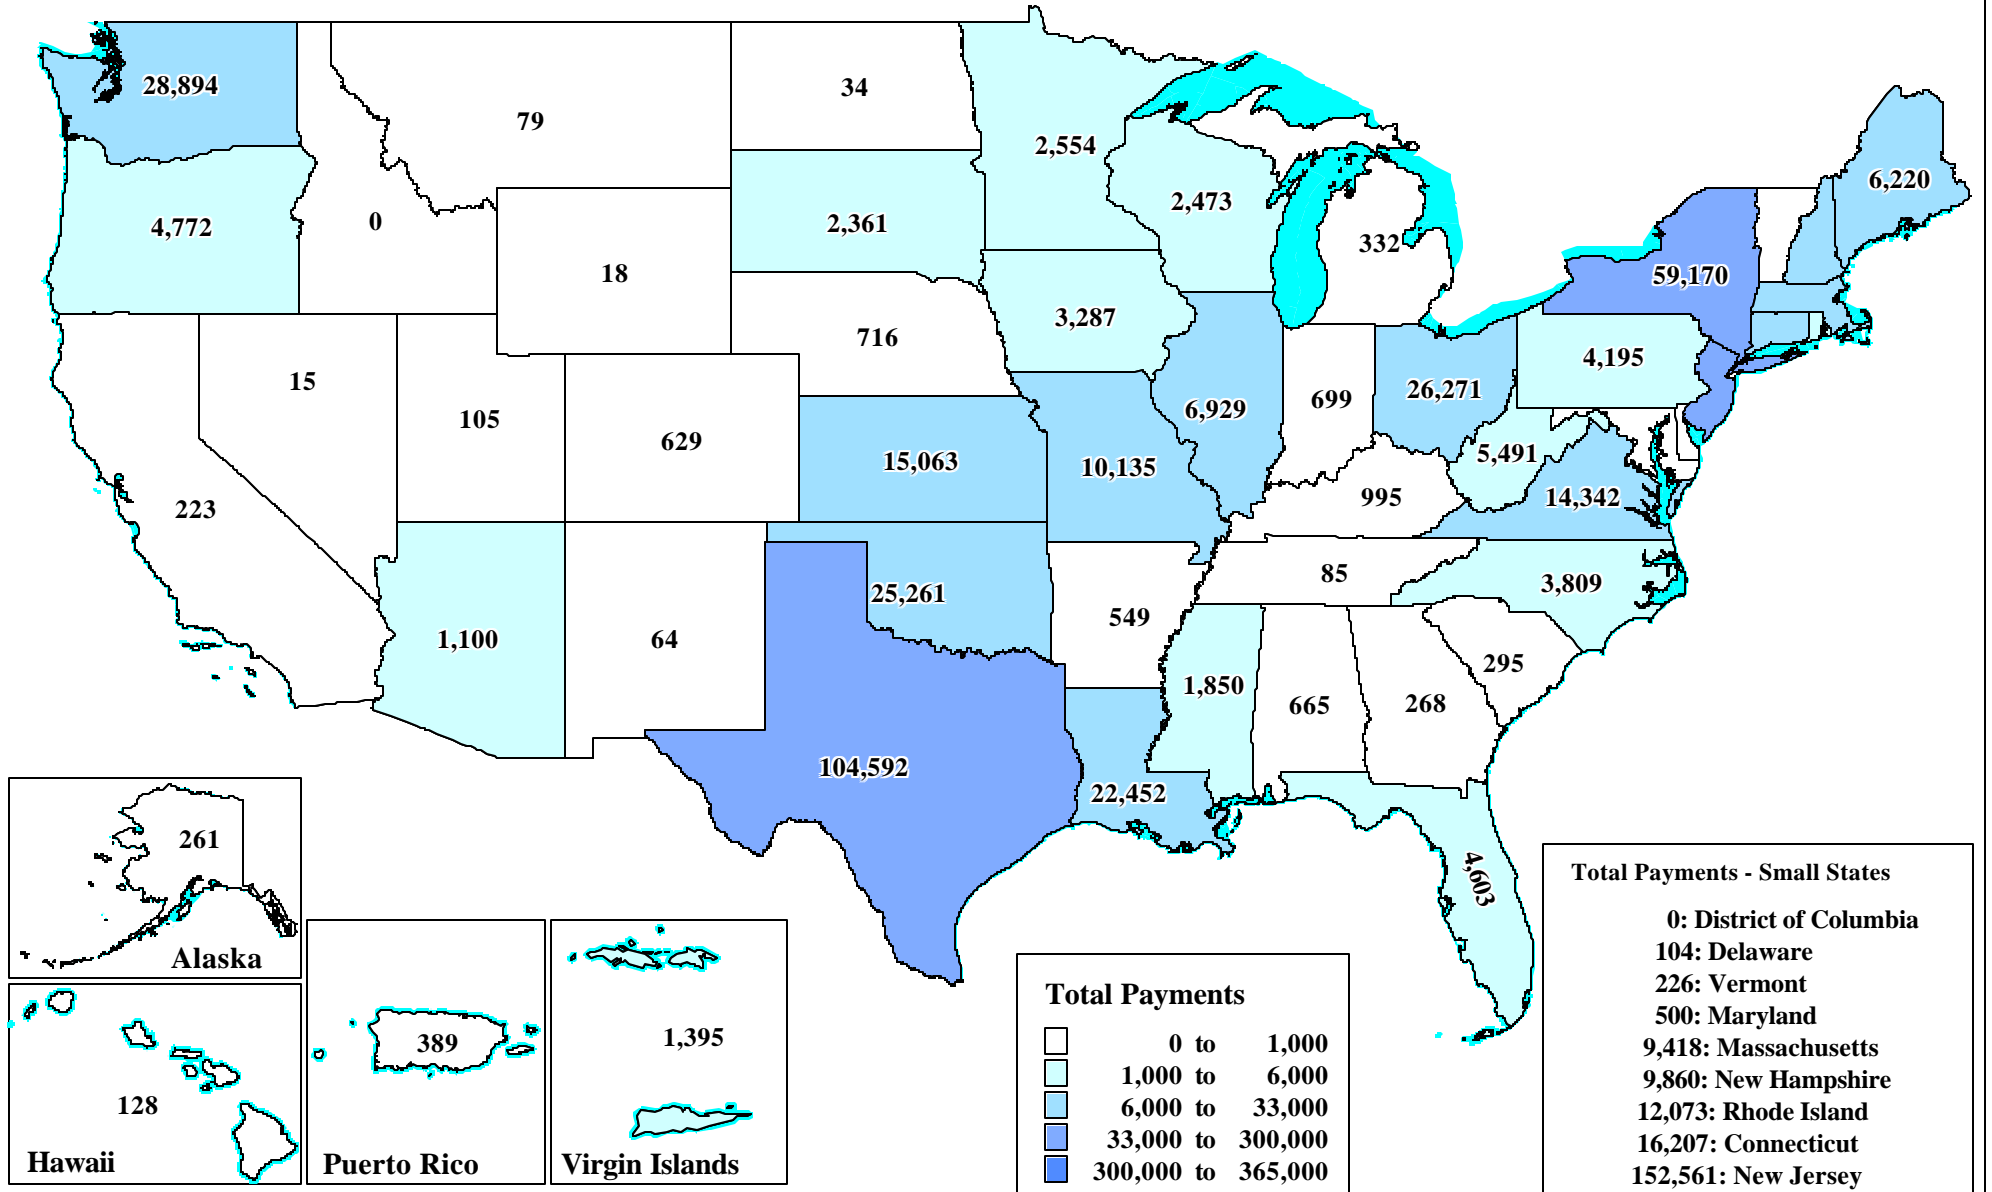 28,894
34
79
2,554
6,220
2,473
4,772
0
2,361
332
18
59,170
3,287
716
4,195
15
26,271
699
6,929
105
629
5,491
15,063
10,135
995
14,342
223
85
3,809
25,261
549
1,100
64
295
1,850
665
268
104,592
22,452
4,603
261
Alaska
128
Hawaii
389
Puerto Rico
1,395
Virgin Islands
Total Payments
0 to 1,000
1,000 to 6,000
6,000 to 33,000
33,000 to 300,000
300,000 to 365,000
Total Payments - Small States
0: District of Columbia
104: Delaware
226: Vermont
500: Maryland
9,418: Massachusetts
9,860: New Hampshire
12,073: Rhode Island
16,207: Connecticut
152,561: New Jersey